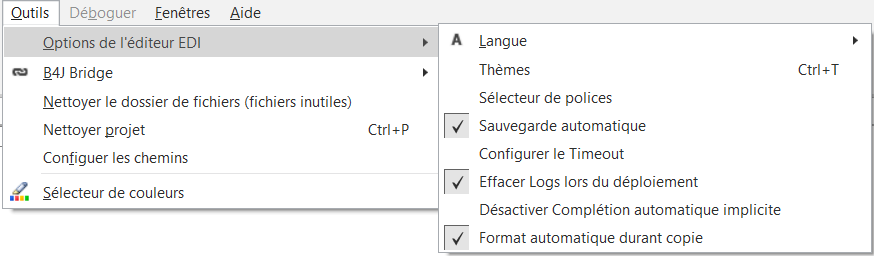 Outils Déboguer Fenêtres Aide
Options de l'éditeur EDI
B4J Bridge
Nettoyer le dossier de fichiers (fichiers inutiles)
Nettoyer projet Ctrl+P
Configuer les chemins
Sélecteur de couleurs
A Langue
Thèmes Ctrl+T
Sélecteur de polices
Sauvegarde automatique
Configurer le Timeout
Effacer Logs lors du déploiement
Désactiver Complétion automatique implicite
Format automatique durant copie